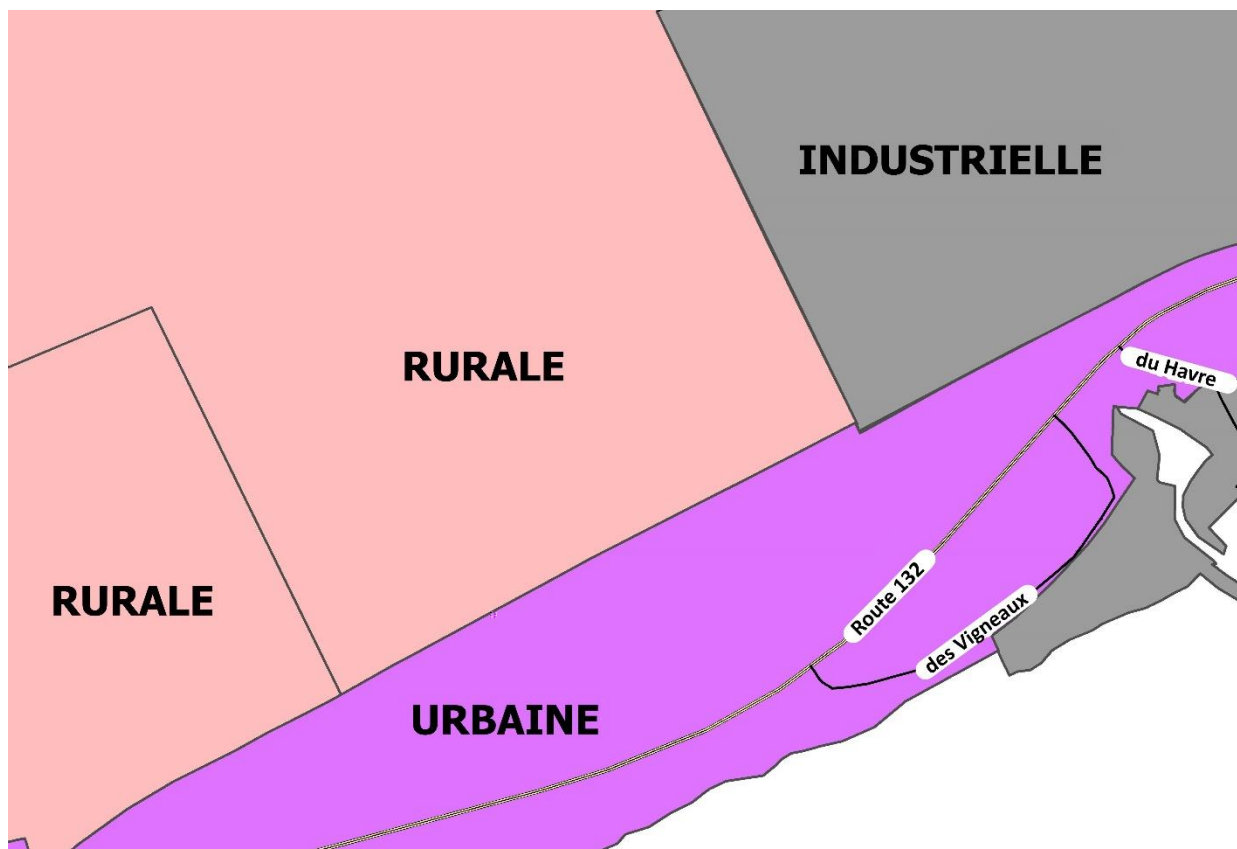 INDUSTRIELLE
RURALE
du Havre
RURALE
Route 132
des Vigneaux
URBAINE